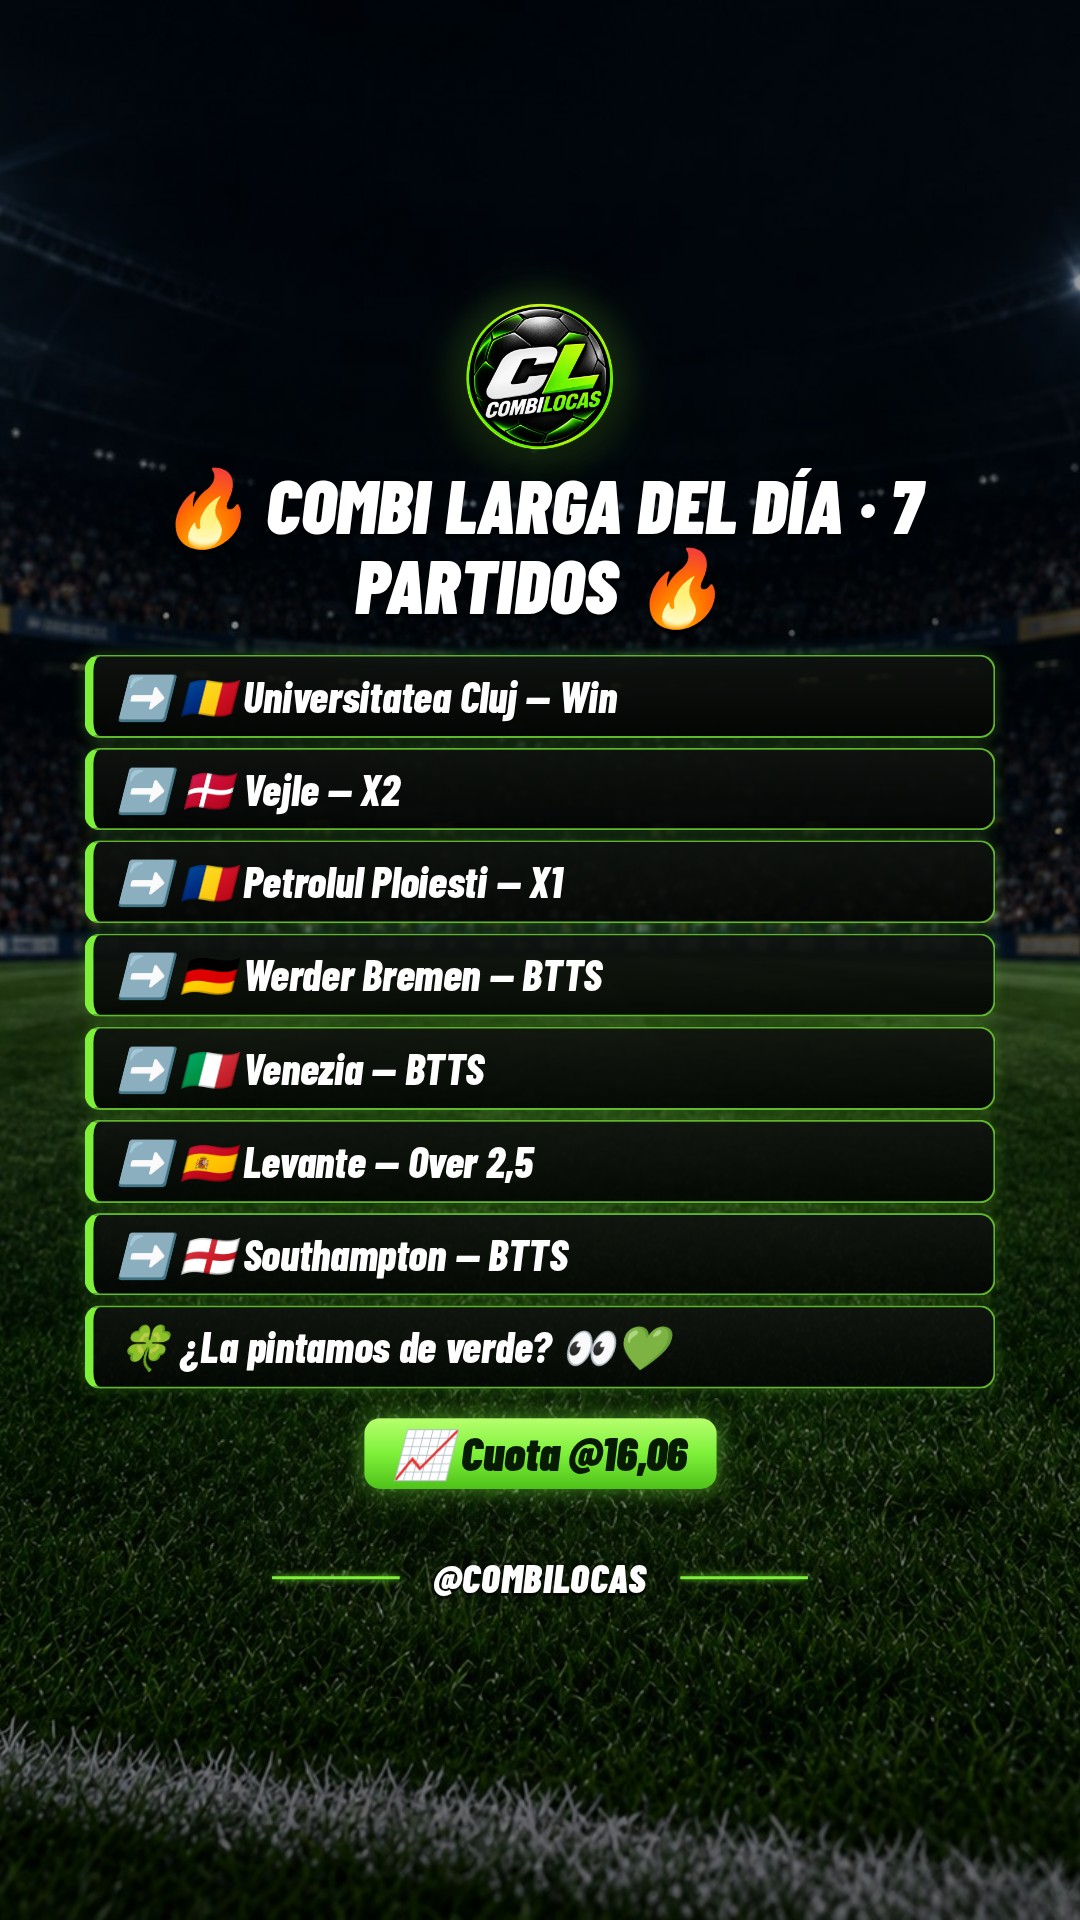 CL
COMBILOCAS
🔥 COMBI LARGA DEL DÍA · 7
PARTIDOS 🔥
➡️ 🇷🇴 Universitatea Cluj – Win
➡️ 🇩🇰 Vejle – X2
➡️ 🇷🇴 Petrolul Ploiesti – X1
➡️ 🇩🇪 Werder Bremen – BTTS
➡️ 🇮🇹 Venezia – BTTS
➡️ 🇪🇸 Levante – Over 2,5
➡️ 🏴󠁧󠁢󠁥󠁮󠁧󠁿 Southampton – BTTS
🍀 ¿La pintamos de verde? 👀💚
📈 Cuota @16,06
@COMBILOCAS